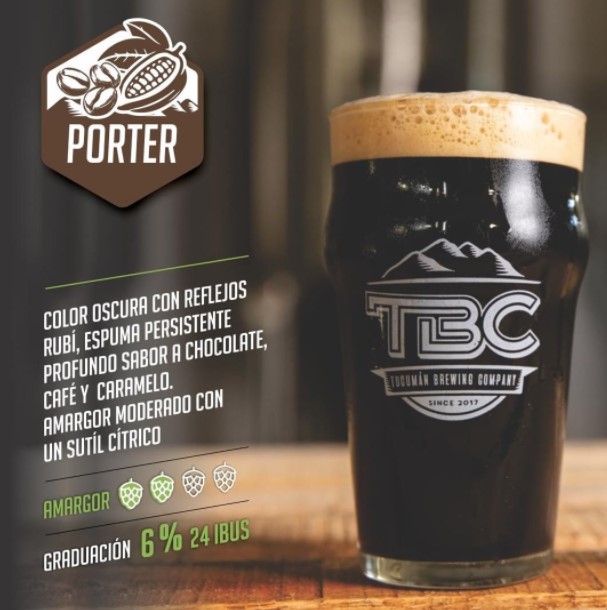 PORTER
COLOR OSCURA CON REFLEJOS
RUBÍ, ESPUMA PERSISTENTE
PROFUNDO SABOR A CHOCOLATE,
CAFÉ Y CARAMELO.
AMARGOR MODERADO CON
UN SUTÍL CÍTRICO
AMARGOR
GRADUACIÓN 6% 24 IBUS
TBC
TUCUMÁN BREWING COMPANY
SINCE 2017